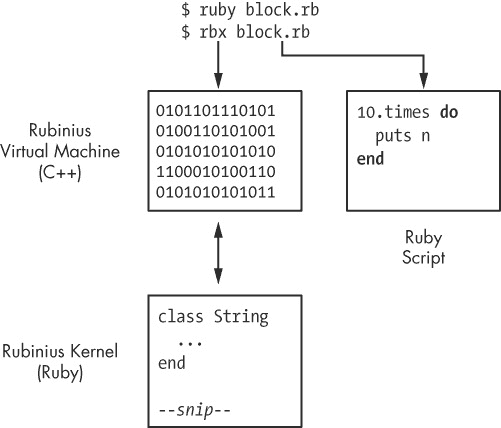 $ ruby block.rb
$ rbx block.rb
Rubinius
Virtual Machine
(C++)
0101101110101
0100110101001
0101010101010
1100010100110
0101010101011
10.times do
  puts n
end
Ruby
Script
Rubinius Kernel
(Ruby)
class String
  ...
end
--snip--